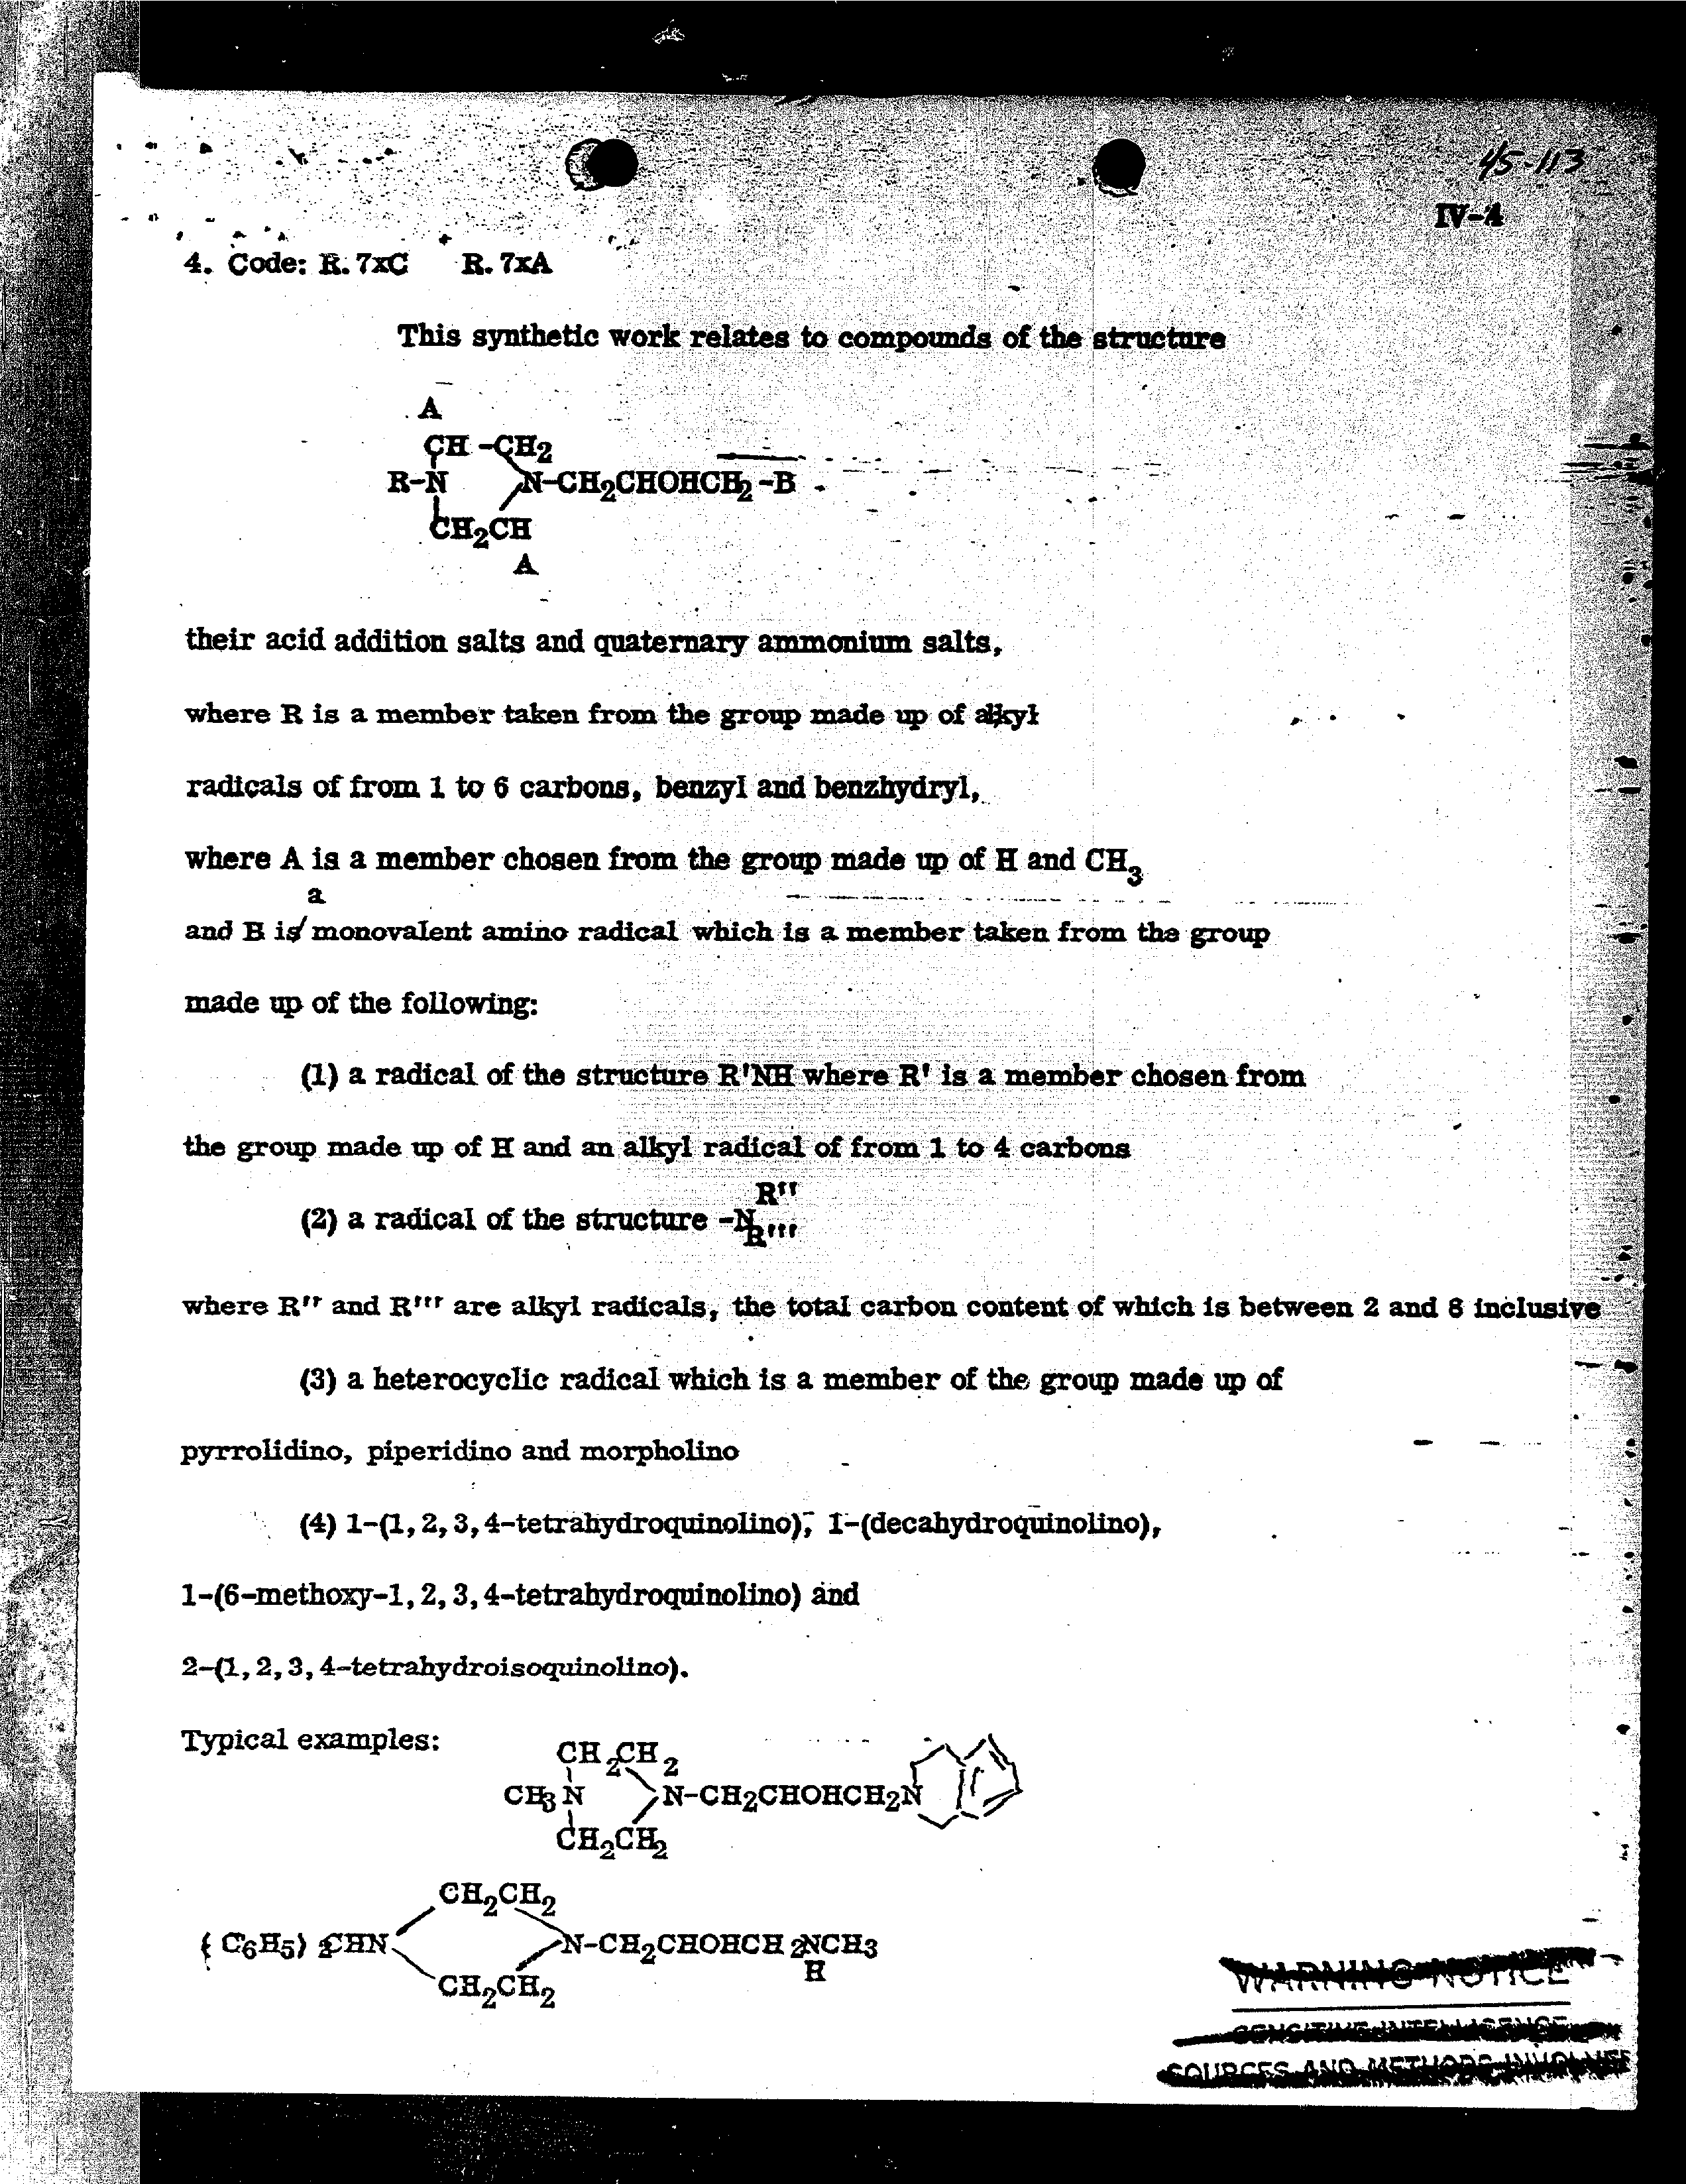 45-113
IV-4
4. Code: R. 7xC R. 7xA
This synthetic work relates to compounds of the structure
A
CH -CH2
R-N N-CH2CHOHCH2 -B
CH2CH
A
their acid addition salts and quaternary ammonium salts,
where R is a member taken from the group made up of alkyl
radicals of from 1 to 6 carbons, benzyl and benzhydryl,
where A is a member chosen from the group made up of H and CH3
a
and B is/ monovalent amino radical which is a member taken from the group
made up of the following:
(1) a radical of the structure R'NH where R' is a member chosen from
the group made up of H and an alkyl radical of from 1 to 4 carbons
R''
(2) a radical of the structure -N
R'''
where R'' and R''' are alkyl radicals, the total carbon content of which is between 2 and 8 inclusive
(3) a heterocyclic radical which is a member of the group made up of
pyrrolidino, piperidino and morpholino
(4) 1-(1, 2, 3, 4-tetrahydroquinolino), 1-(decahydroquinolino),
1-(6-methoxy-1, 2, 3, 4-tetrahydroquinolino) and
2-(1, 2, 3, 4-tetrahydroisoquinolino).
Typical examples:
CH2CH2
CH3 N N-CH2CHOHCH2N
CH2CH2
CH2CH2
( C6H5) 2CHN N-CH2CHOHCH 2NCH3
H
CH2CH2
WARNING NOTICE
SENSITIVE INTELLIGENCE
SOURCES AND METHODS INVOLVED